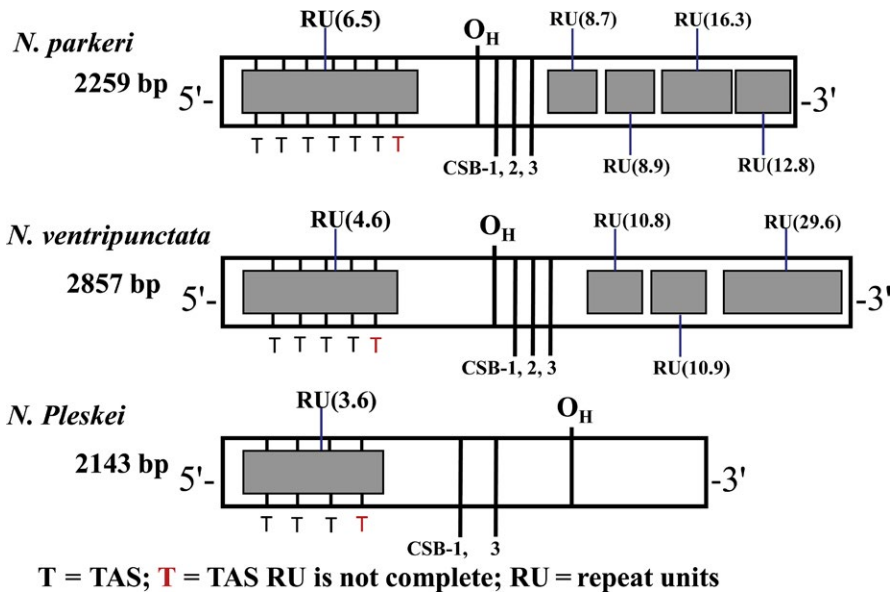 RU(6.5) O_H RU(8.7) RU(16.3)
N. parkeri
2259 bp 5'- -3'
T T T T T T T CSB-1, 2, 3 RU(8.9) RU(12.8)
RU(4.6) O_H RU(10.8) RU(29.6)
N. ventripunctata
2857 bp 5'- -3'
T T T T T CSB-1, 2, 3 RU(10.9)
RU(3.6) O_H
N. Pleskei
2143 bp 5'- -3'
T T T T CSB-1, 3
T = TAS; T = TAS RU is not complete; RU = repeat units